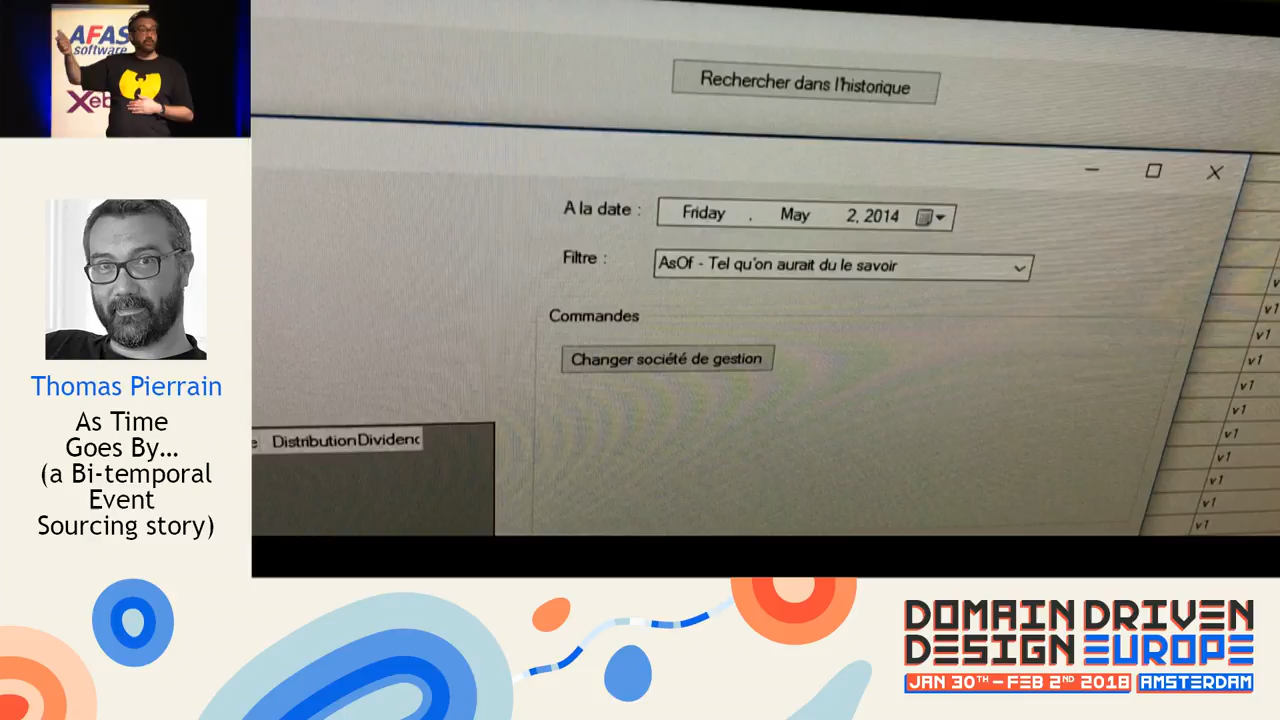 AFAS
software
Xeb
Thomas Pierrain
As Time
Goes By...
(a Bi-temporal
Event
Sourcing story)
Rechercher dans l'historique
A la date :
Friday , May 2, 2014
Filtre :
AsOf - Tel qu'on aurait du le savoir
Commandes
Changer société de gestion
e DistributionDividenc
v1
v1
v1
v1
v1
v1
v1
v1
v1
DOMAIN DRIVEN
DESIGN EUROPE
JAN 30TH - FEB 2ND 2018 AMSTERDAM